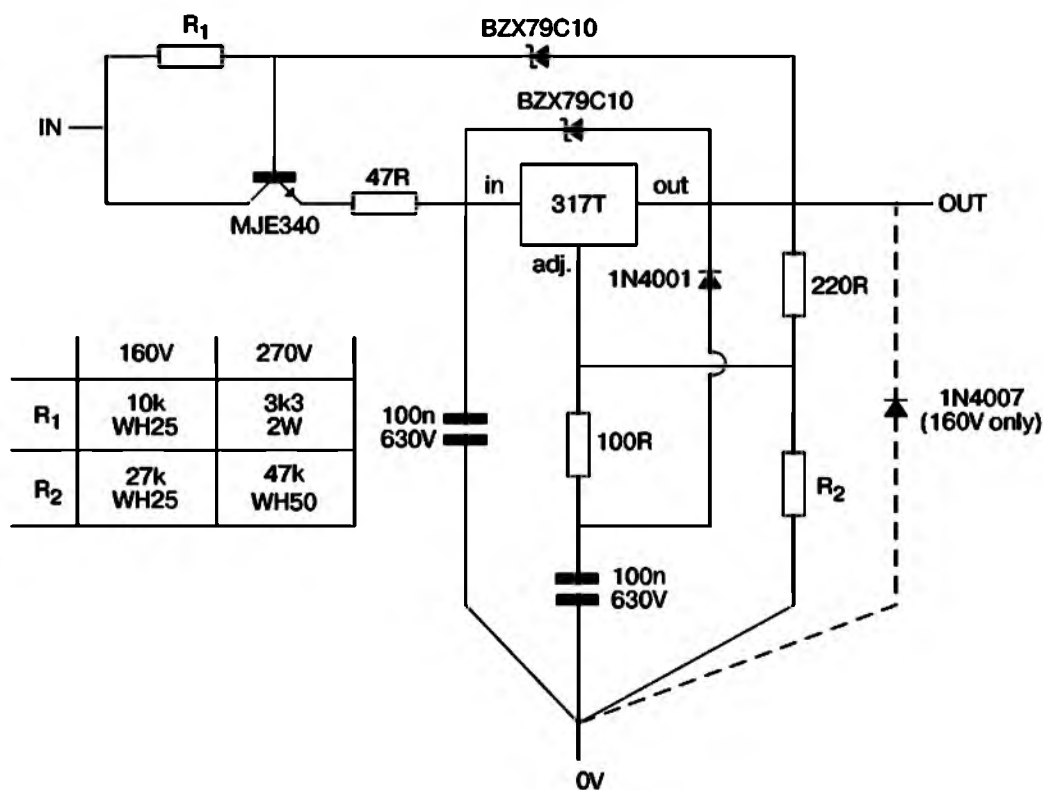 R1
BZX79C10
BZX79C10
IN
47R
in
317T
out
OUT
MJE340
adj.
1N4001
220R
160V 270V
R1 10k WH25 3k3 2W
R2 27k WH25 47k WH50
100n
630V
100R
1N4007
(160V only)
R2
100n
630V
0V